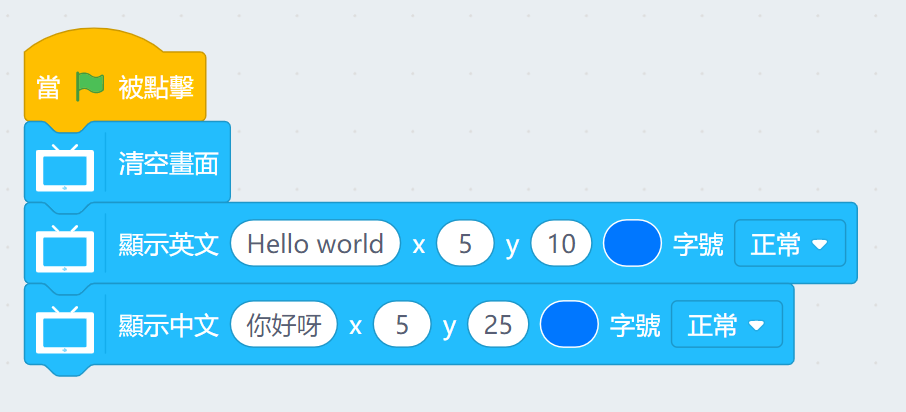 當 被點擊
清空畫面
顯示英文 Hello world x 5 y 10 字號 正常
顯示中文 你好呀 x 5 y 25 字號 正常